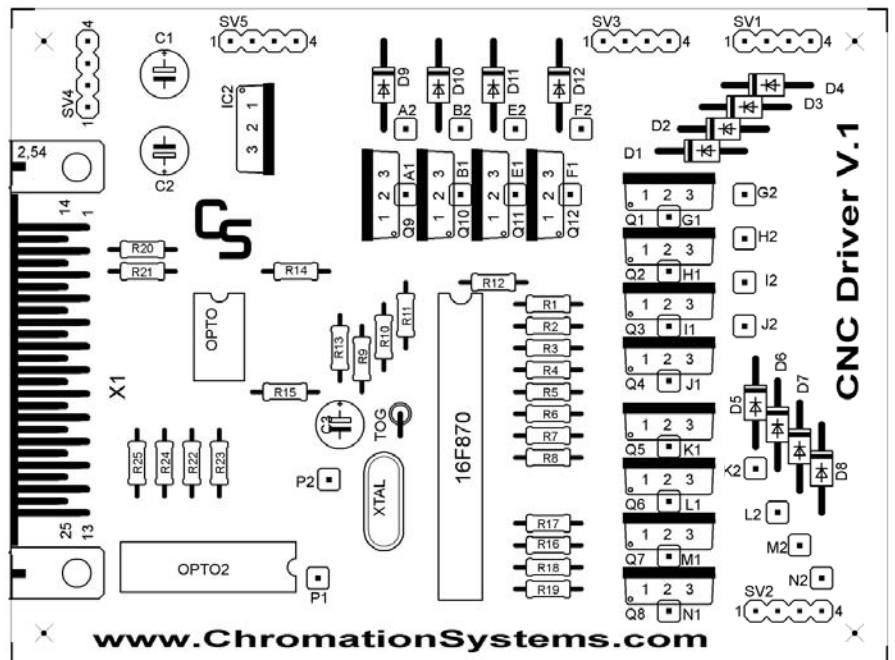 SV5
1 4
SV3
1 4
SV1
1 4
4
SV4
1
C1
C2
IC2
1
2
3
D9
D10
D11
D12
A2
B2
E2
F2
D4
D3
D2
D1
2,54
14
1
CS
1 2 3
A1
Q9
1 2 3
B1
Q10
1 2 3
E1
Q11
1 2 3
F1
Q12
1 2 3
Q1 G1
G2
1 2 3
Q2 H1
H2
1 2 3
Q3 I1
I2
1 2 3
Q4 J1
J2
CNC Driver V.1
R20
R21
R14
OPTO
R13
R9
R10
R11
R12
R1
R2
R3
R4
R5
R6
R7
R8
X1
R15
C3
TOG
16F870
D5
D6
D7
D8
1 2 3
Q5 K1
K2
R25
R24
R22
R23
P2
XTAL
1 2 3
Q6 L1
L2
25
13
R17
R16
R18
R19
1 2 3
Q7 M1
M2
OPTO2
P1
1 2 3
Q8 N1
N2
SV2
1 4
www.ChromationSystems.com